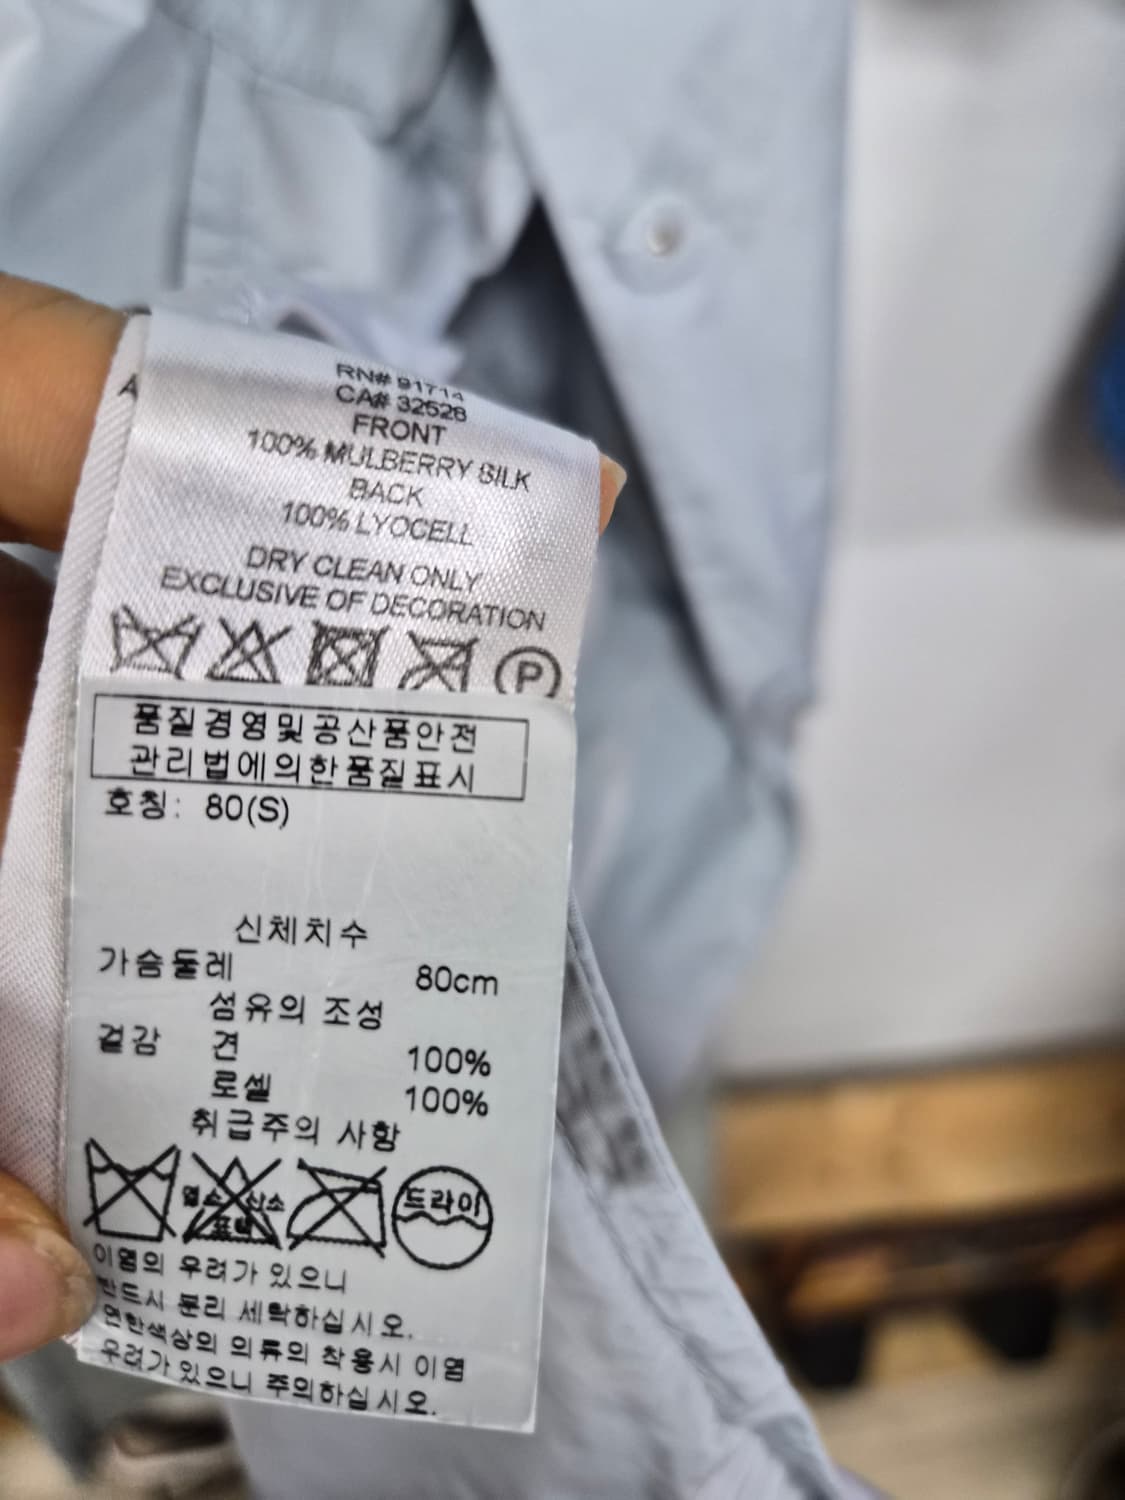 A
RN# 91714
CA# 32528
FRONT
100% MULBERRY SILK
BACK
100% LYOCELL
DRY CLEAN ONLY
EXCLUSIVE OF DECORATION
P
품질경영및공산품안전
관리법에의한품질표시
호칭: 80(S)
신체치수
가슴둘레 80cm
섬유의 조성
겉감 견 100%
로셀 100%
취급주의 사항
염소 산소 드라이
표백
이염의 우려가 있으니
반드시 분리 세탁하십시오.
연한색상의 의류의 착용시 이염
우려가 있으니 주의하십시오.